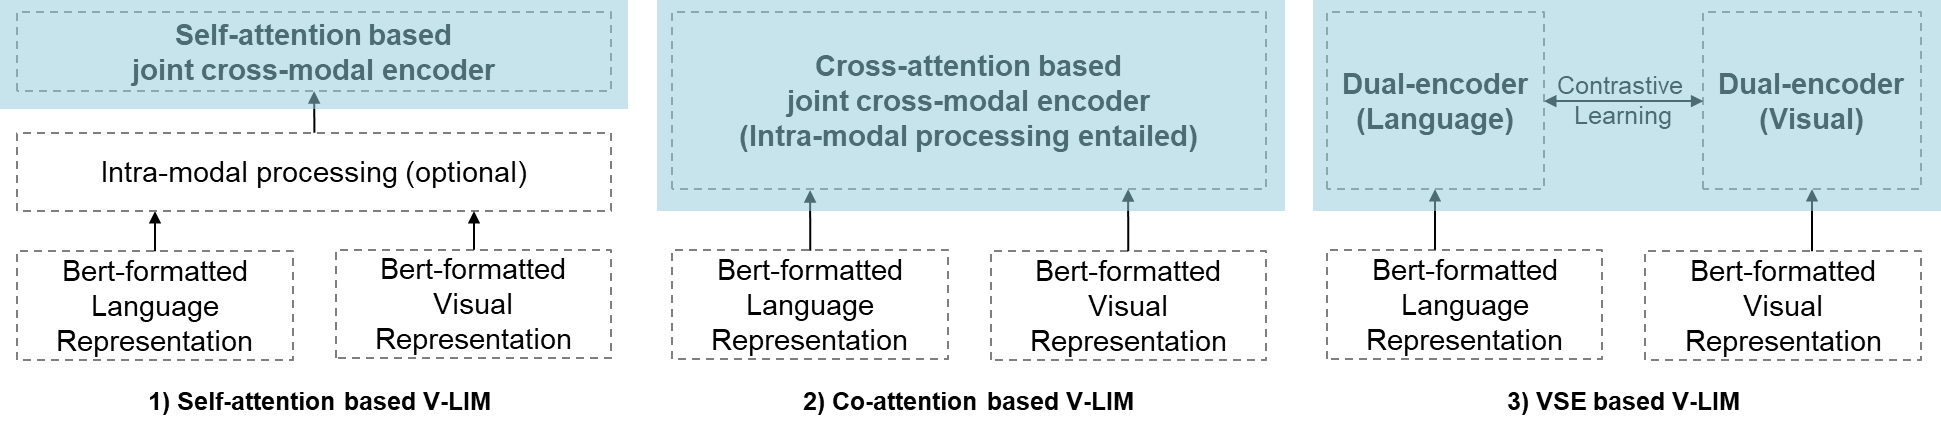 Self-attention based
joint cross-modal encoder
Intra-modal processing (optional)
Bert-formatted
Language
Representation
Bert-formatted
Visual
Representation
1) Self-attention based V-LIM
Cross-attention based
joint cross-modal encoder
(Intra-modal processing entailed)
Bert-formatted
Language
Representation
Bert-formatted
Visual
Representation
2) Co-attention based V-LIM
Dual-encoder
(Language)
Contrastive
Learning
Dual-encoder
(Visual)
Bert-formatted
Language
Representation
Bert-formatted
Visual
Representation
3) VSE based V-LIM